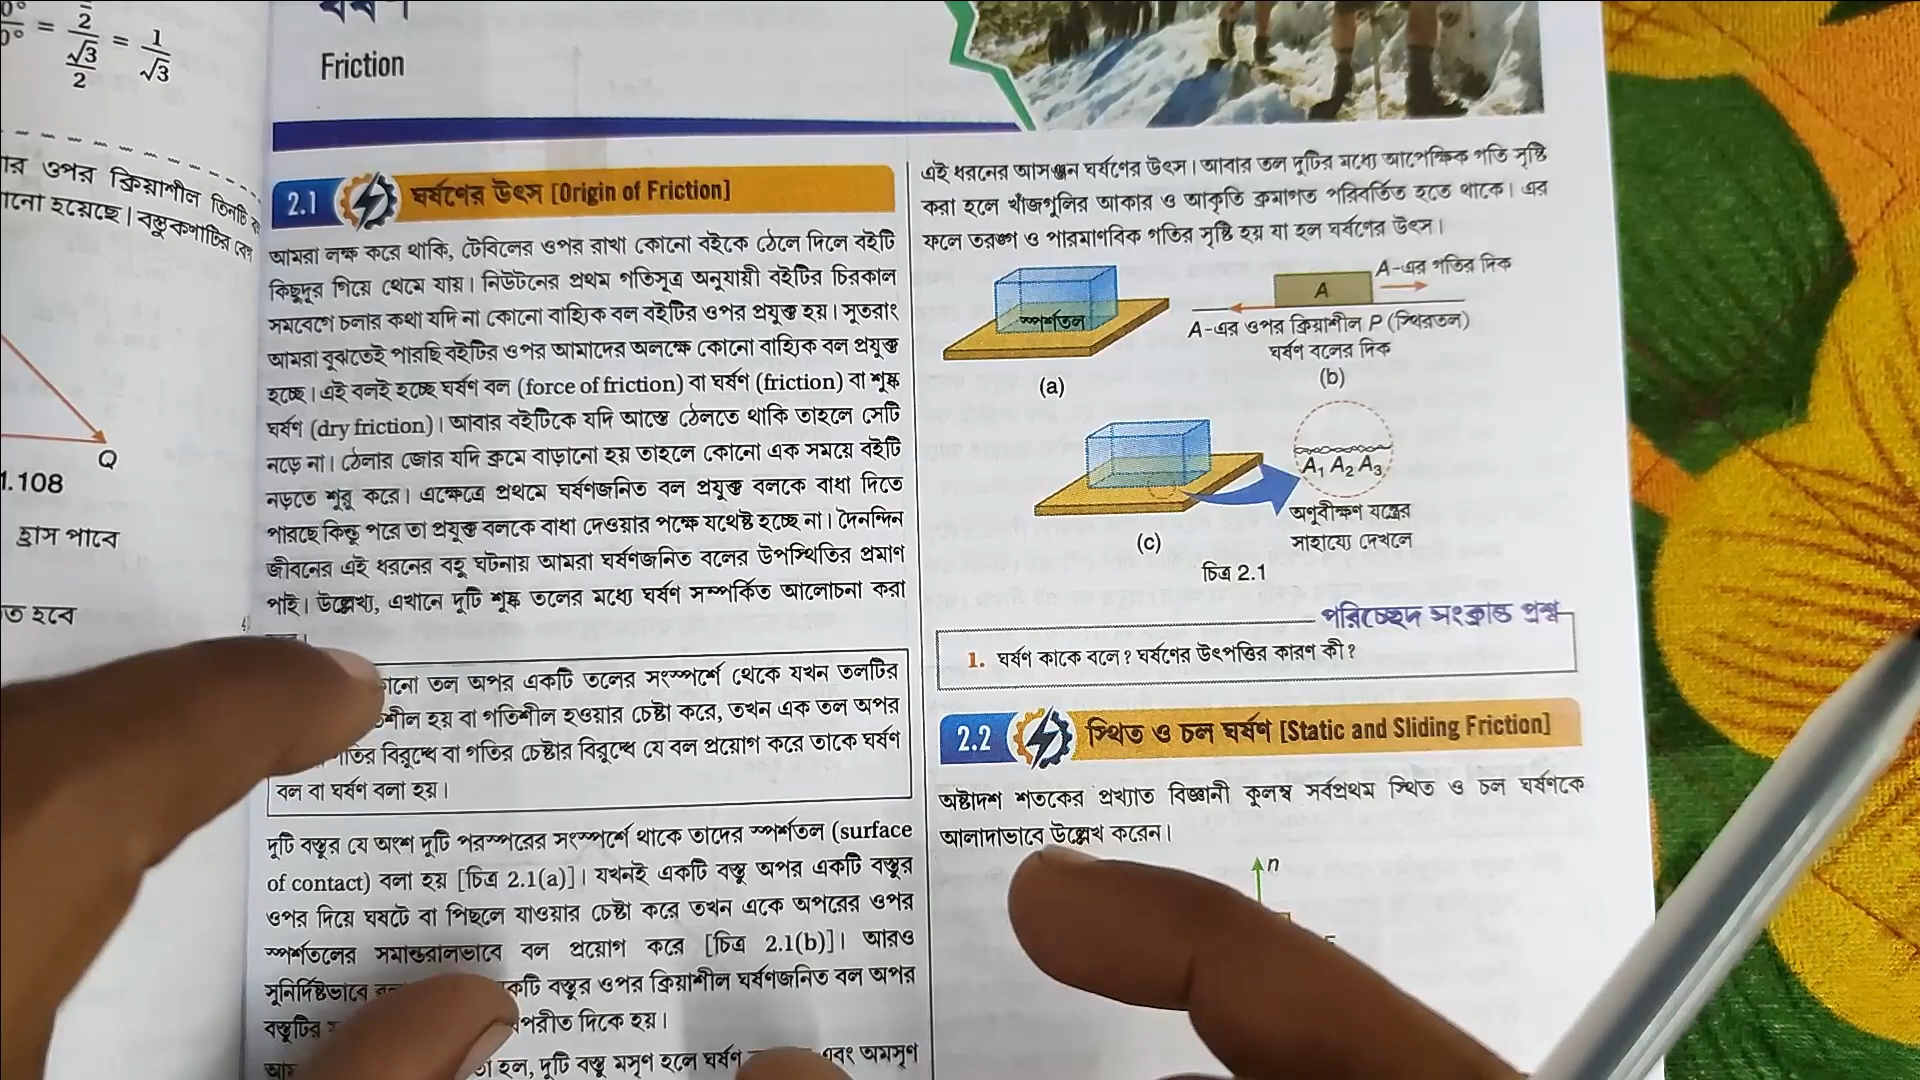 = 1/√3
√3
2
ার ওপর ক্রিয়াশীল তিনটি
ানো হয়েছে। বস্তুকণাটির বেগ
Q
1.108
হ্রাস পাবে
ত হবে
ঘর্ষণ
Friction
2.1 ঘর্ষণের উৎস [Origin of Friction]
আমরা লক্ষ করে থাকি, টেবিলের ওপর রাখা কোনো বইকে ঠেলে দিলে বইটি
কিছুদূর গিয়ে থেমে যায়। নিউটনের প্রথম গতিসূত্র অনুযায়ী বইটির চিরকাল
সমবেগে চলার কথা যদি না কোনো বাহ্যিক বল বইটির ওপর প্রযুক্ত হয়। সুতরাং
আমরা বুঝতেই পারছি বইটির ওপর আমাদের অলক্ষে কোনো বাহ্যিক বল প্রযুক্ত
হচ্ছে। এই বলই হচ্ছে ঘর্ষণ বল (force of friction) বা ঘর্ষণ (friction) বা শুষ্ক
ঘর্ষণ (dry friction)। আবার বইটিকে যদি আস্তে ঠেলতে থাকি তাহলে সেটি
নড়ে না। ঠেলার জোর যদি ক্রমে বাড়ানো হয় তাহলে কোনো এক সময়ে বইটি
নড়তে শুরু করে। এক্ষেত্রে প্রথমে ঘর্ষণজনিত বল প্রযুক্ত বলকে বাধা দিতে
পারছে কিন্তু পরে তা প্রযুক্ত বলকে বাধা দেওয়ার পক্ষে যথেষ্ট হচ্ছে না। দৈনন্দিন
জীবনের এই ধরনের বহু ঘটনায় আমরা ঘর্ষণজনিত বলের উপস্থিতির প্রমাণ
পাই। উল্লেখ্য, এখানে দুটি শুষ্ক তলের মধ্যে ঘর্ষণ সম্পর্কিত আলোচনা করা
ানো তল অপর একটি তলের সংস্পর্শে থেকে যখন তলটির
শীল হয় বা গতিশীল হওয়ার চেষ্টা করে, তখন এক তল অপর
গতির বিরুদ্ধে বা গতির চেষ্টার বিরুদ্ধে যে বল প্রয়োগ করে তাকে ঘর্ষণ
বল বা ঘর্ষণ বলা হয়।
দুটি বস্তুর যে অংশ দুটি পরস্পরের সংস্পর্শে থাকে তাদের স্পর্শতল (surface
of contact) বলা হয় [চিত্র 2.1(a)]। যখনই একটি বস্তু অপর একটি বস্তুর
ওপর দিয়ে ঘষটে বা পিছলে যাওয়ার চেষ্টা করে তখন একে অপরের ওপর
স্পর্শতলের সমান্তরালভাবে বল প্রয়োগ করে [চিত্র 2.1(b)]। আরও
সুনির্দিষ্টভাবে কটি বস্তুর ওপর ক্রিয়াশীল ঘর্ষণজনিত বল অপর
বস্তুটির পরীত দিকে হয়।
হল, দুটি বস্তু মসৃণ হলে ঘর্ষণ এবং অমসৃণ
এই ধরনের আসঞ্জন ঘর্ষণের উৎস। আবার তল দুটির মধ্যে আপেক্ষিক গতি সৃষ্টি
করা হলে খাঁজগুলির আকার ও আকৃতি ক্রমাগত পরিবর্তিত হতে থাকে। এর
ফলে তরঙ্গ ও পারমাণবিক গতির সৃষ্টি হয় যা হল ঘর্ষণের উৎস।
স্পর্শতল
(a)
A-এর গতির দিক
A
A-এর ওপর ক্রিয়াশীল P (স্থিরতল)
ঘর্ষণ বলের দিক
(b)
A₁ A₂ A₃
অণুবীক্ষণ যন্ত্রের
সাহায্যে দেখলে
(c)
চিত্র 2.1
পরিচ্ছেদ সংক্রান্ত প্রশ্ন
1. ঘর্ষণ কাকে বলে? ঘর্ষণের উৎপত্তির কারণ কী?
2.2 স্থিত ও চল ঘর্ষণ [Static and Sliding Friction]
অষ্টাদশ শতকের প্রখ্যাত বিজ্ঞানী কুলম্ব সর্বপ্রথম স্থিত ও চল ঘর্ষণকে
আলাদাভাবে উল্লেখ করেন।
n